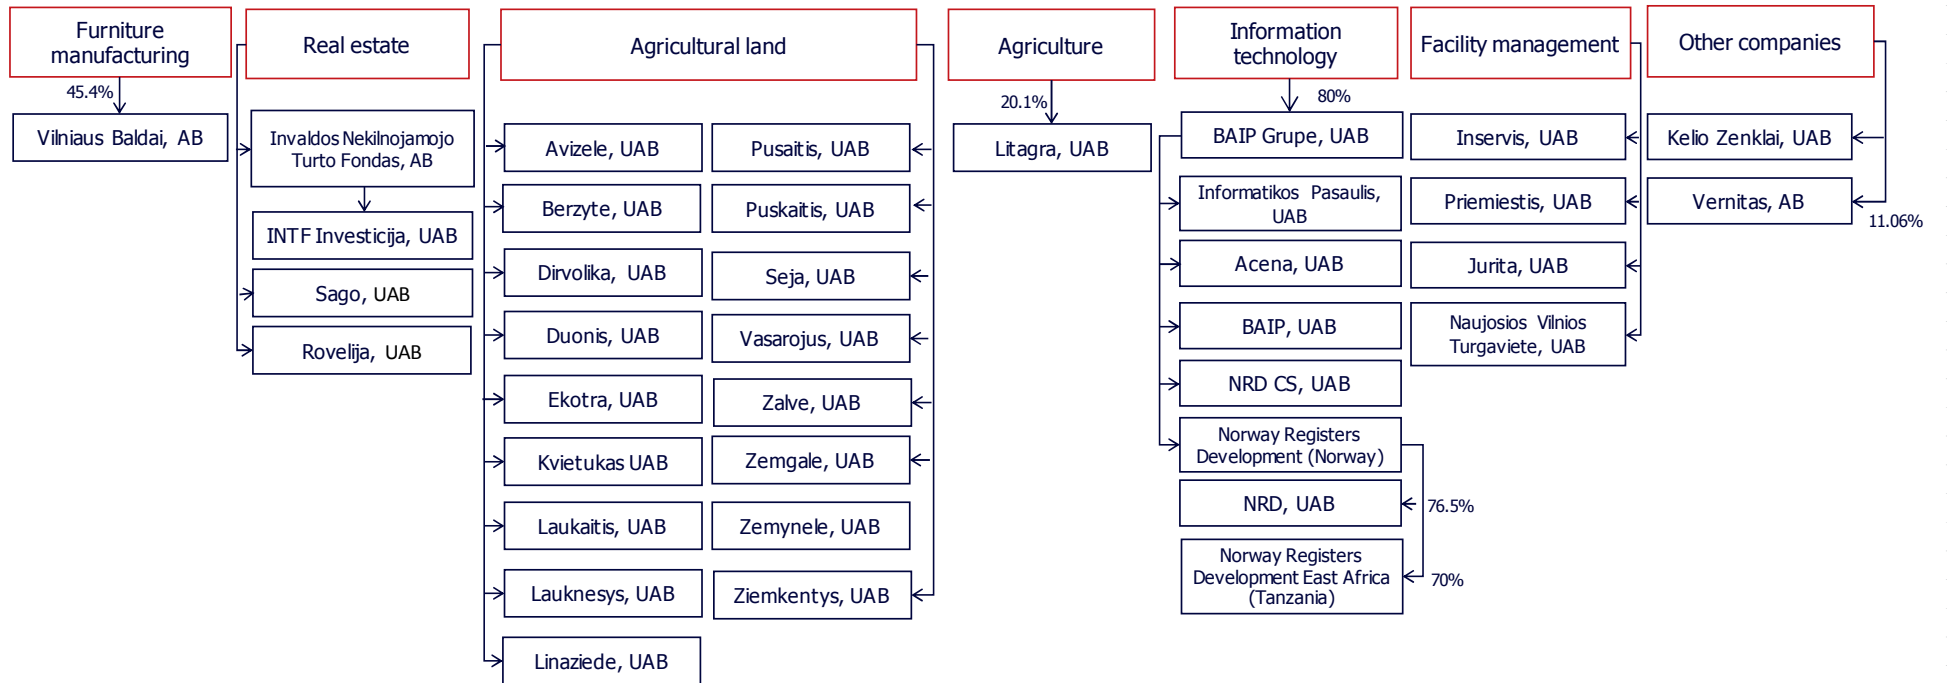 Furniture
manufacturing
45.4%
Vilniaus Baldai, AB
Real estate
Invaldos Nekilnojamojo
Turto Fondas, AB
INTF Investicija, UAB
Sago, UAB
Rovelija, UAB
Agricultural land
Avizele, UAB
Berzyte, UAB
Dirvolika, UAB
Duonis, UAB
Ekotra, UAB
Kvietukas UAB
Laukaitis, UAB
Lauknesys, UAB
Linaziede, UAB
Pusaitis, UAB
Puskaitis, UAB
Seja, UAB
Vasarojus, UAB
Zalve, UAB
Zemgale, UAB
Zemynele, UAB
Ziemkentys, UAB
Agriculture
20.1%
Litagra, UAB
Information
technology
80%
BAIP Grupe, UAB
Informatikos Pasaulis,
UAB
Acena, UAB
BAIP, UAB
NRD CS, UAB
Norway Registers
Development (Norway)
NRD, UAB
76.5%
Norway Registers
Development East Africa
(Tanzania)
70%
Facility management
Inservis, UAB
Priemiestis, UAB
Jurita, UAB
Naujosios Vilnios
Turgaviete, UAB
Other companies
Kelio Zenklai, UAB
Vernitas, AB
11.06%